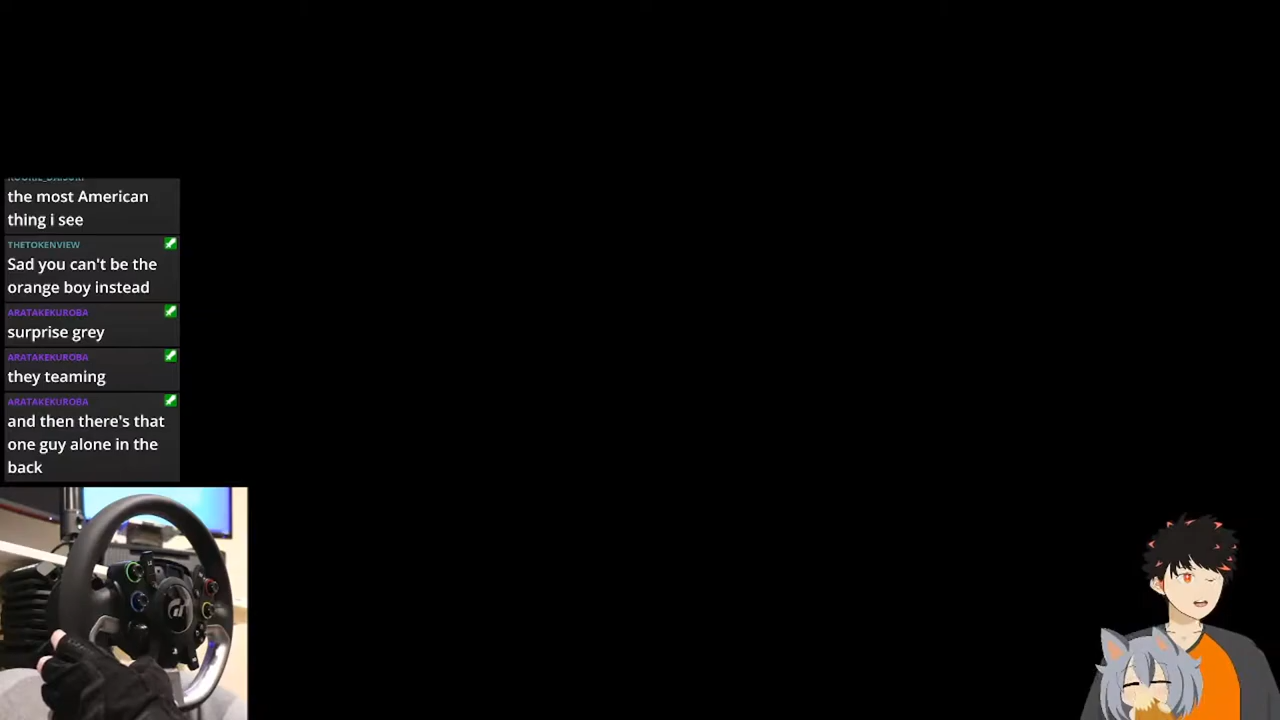 the most American
thing i see
THETOKENVIEW
Sad you can't be the
orange boy instead
ARATAKEKUROBA
surprise grey
ARATAKEKUROBA
they teaming
ARATAKEKUROBA
and then there's that
one guy alone in the
back